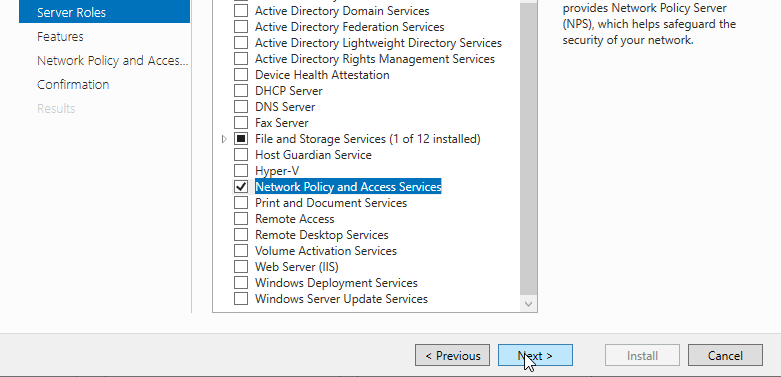 Server Roles
Features
Network Policy and Acces...
Confirmation
Results
Active Directory Domain Services
Active Directory Federation Services
Active Directory Lightweight Directory Services
Active Directory Rights Management Services
Device Health Attestation
DHCP Server
DNS Server
Fax Server
File and Storage Services (1 of 12 installed)
Host Guardian Service
Hyper-V
Network Policy and Access Services
Print and Document Services
Remote Access
Remote Desktop Services
Volume Activation Services
Web Server (IIS)
Windows Deployment Services
Windows Server Update Services
provides Network Policy Server
(NPS), which helps safeguard the
security of your network.
< Previous
Next >
Install
Cancel